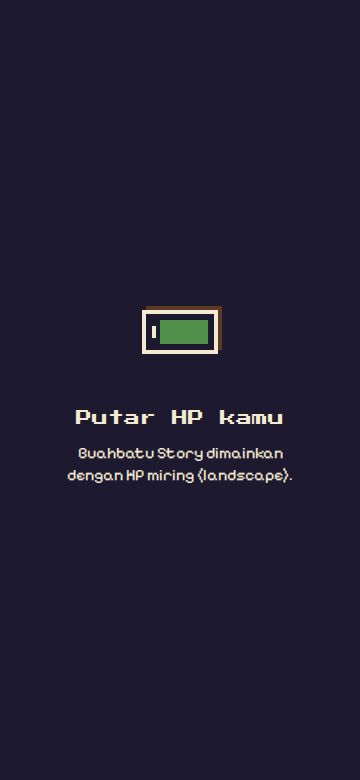 Putar HP kamu
Buahbatu Story dimainkan
dengan HP miring (landscape).